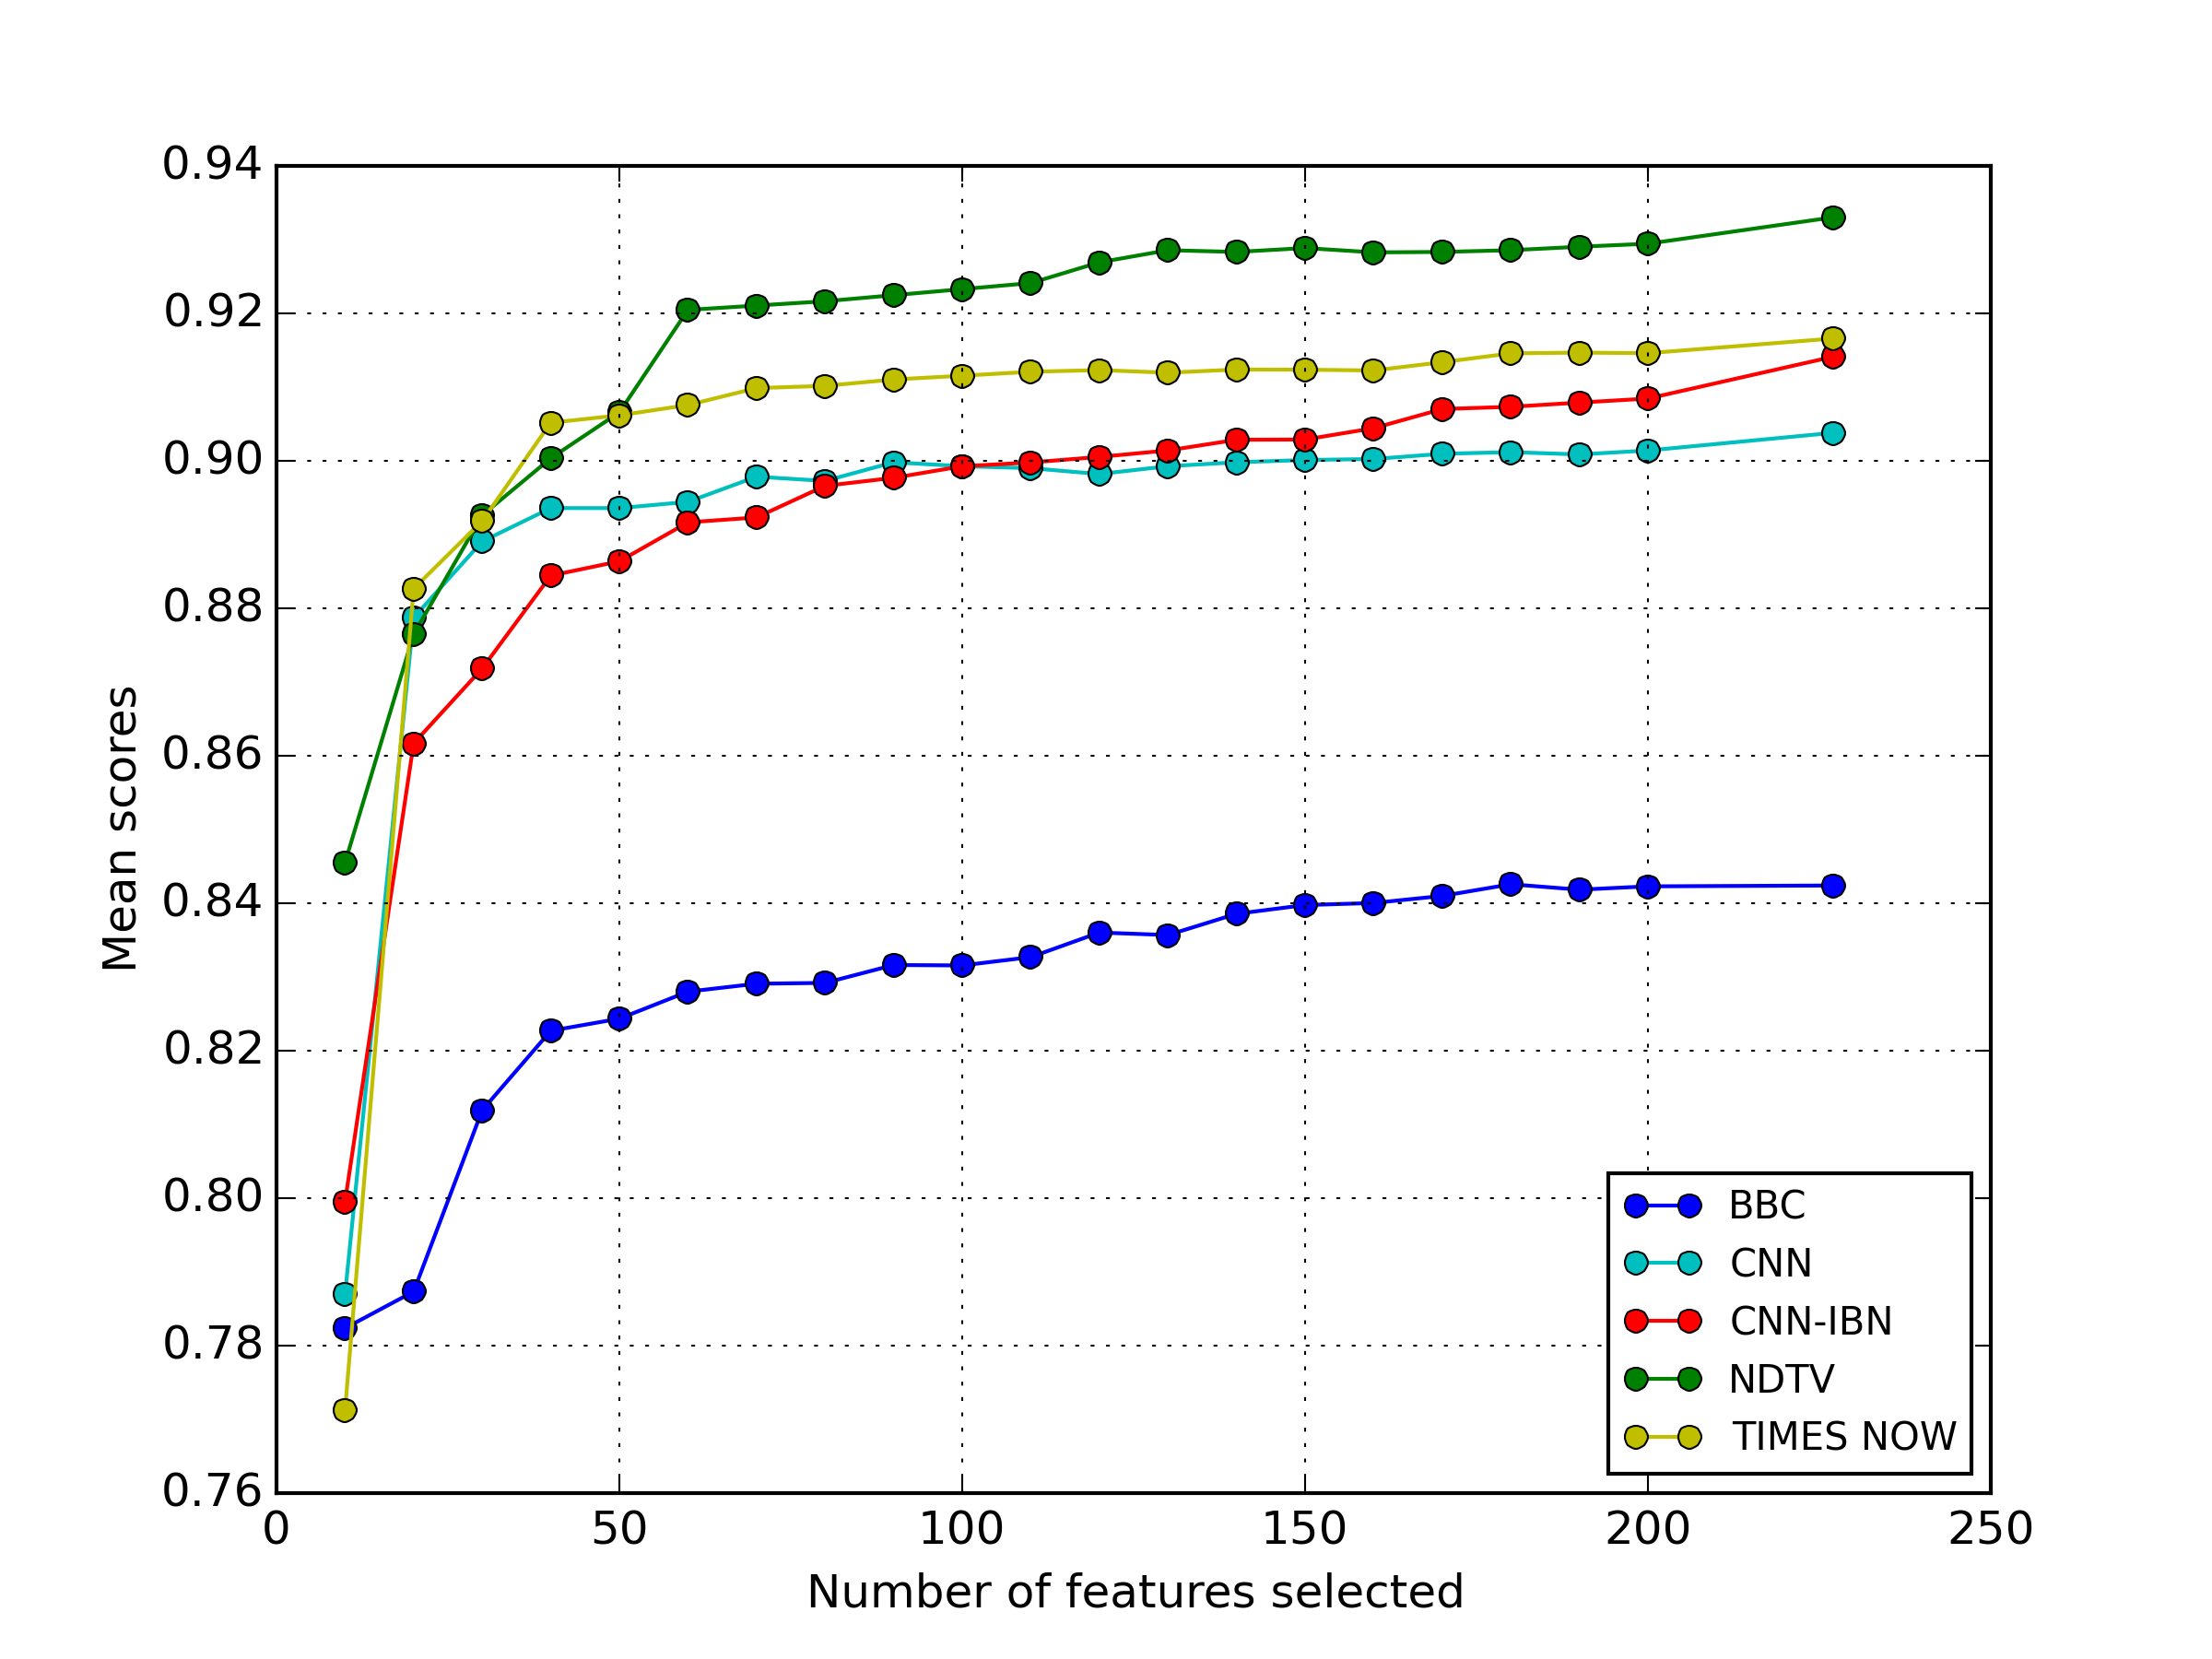 0.94
0.92
0.90
0.88
0.86
0.84
0.82
0.80
0.78
0.76
Mean scores
0 50 100 150 200 250
Number of features selected
BBC
CNN
CNN-IBN
NDTV
TIMES NOW